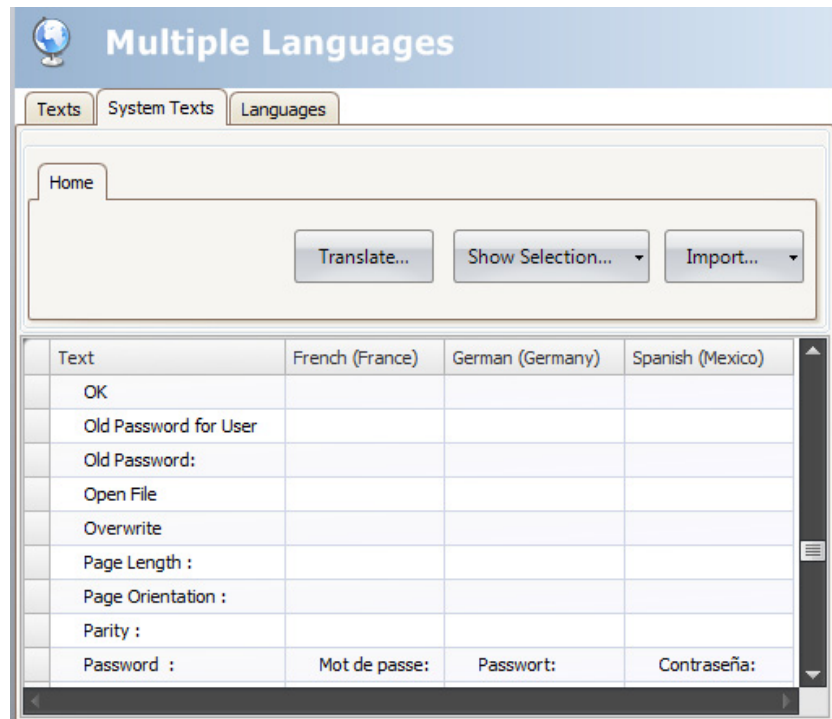 Multiple Languages
Texts System Texts Languages
Home
Translate... Show Selection... Import...
Text French (France) German (Germany) Spanish (Mexico)
OK
Old Password for User
Old Password:
Open File
Overwrite
Page Length :
Page Orientation :
Parity :
Password : Mot de passe: Passwort: Contraseña: